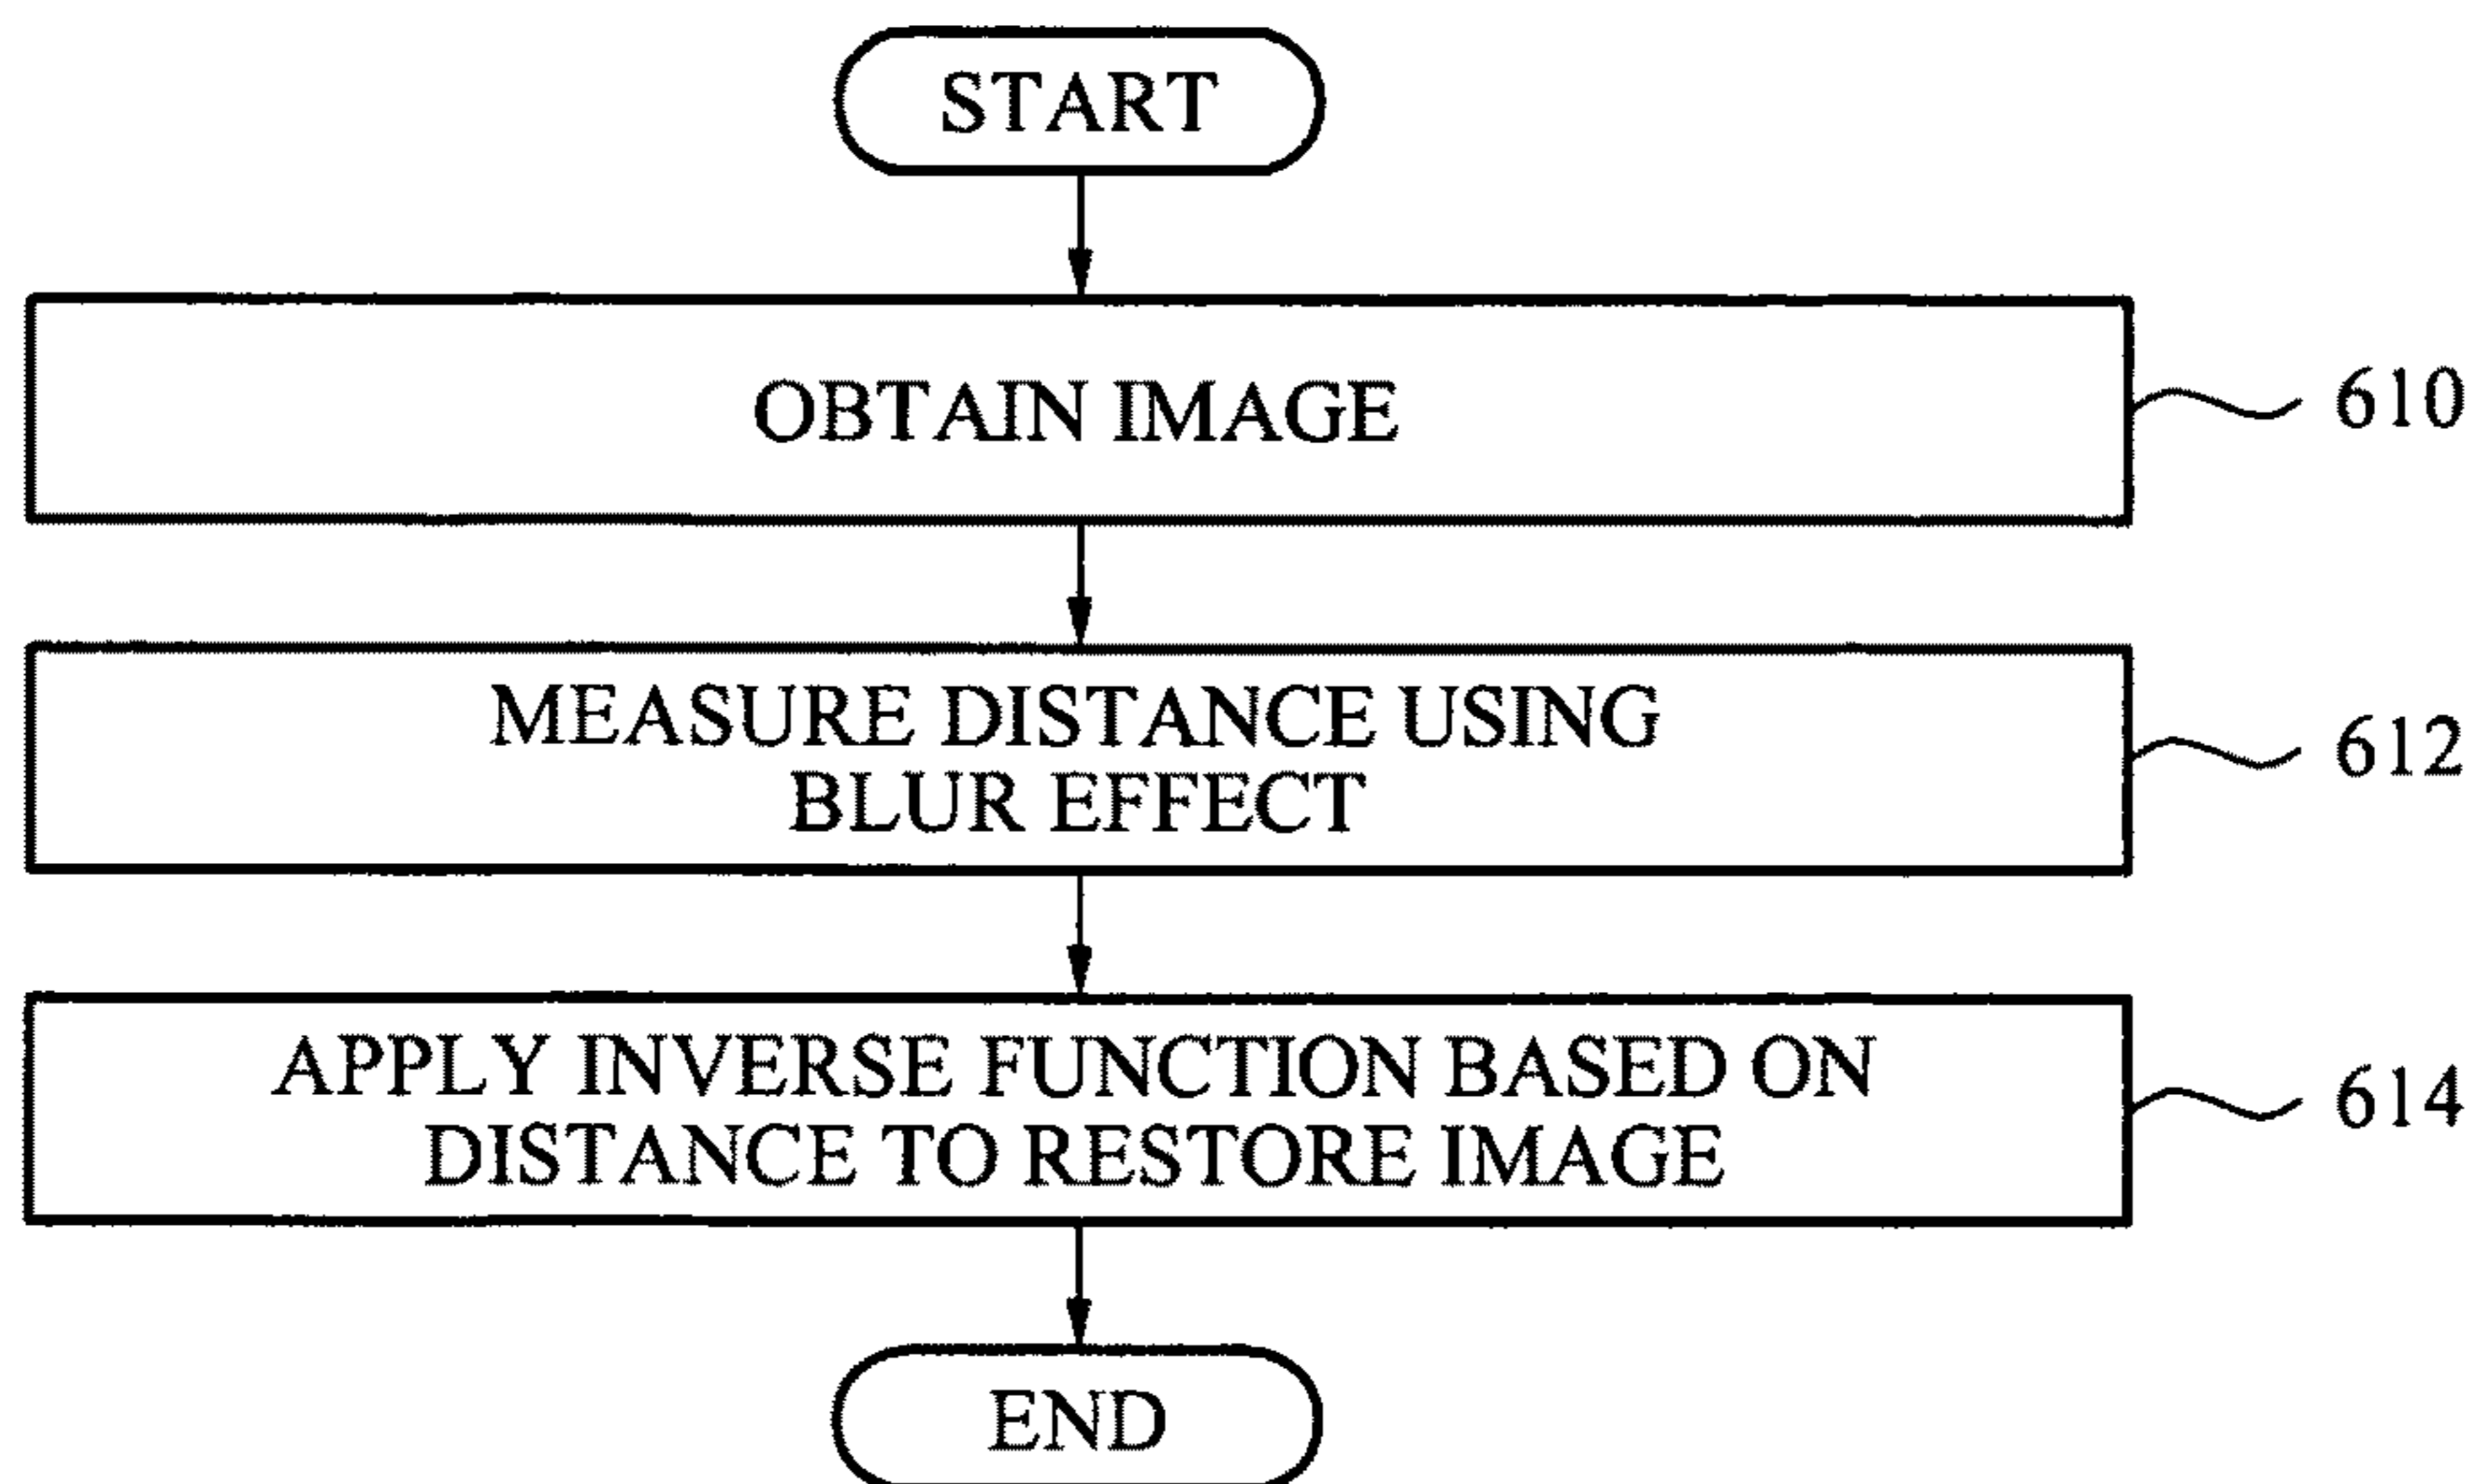 START
OBTAIN IMAGE
610
MEASURE DISTANCE USING
BLUR EFFECT
612
APPLY INVERSE FUNCTION BASED ON
DISTANCE TO RESTORE IMAGE
614
END